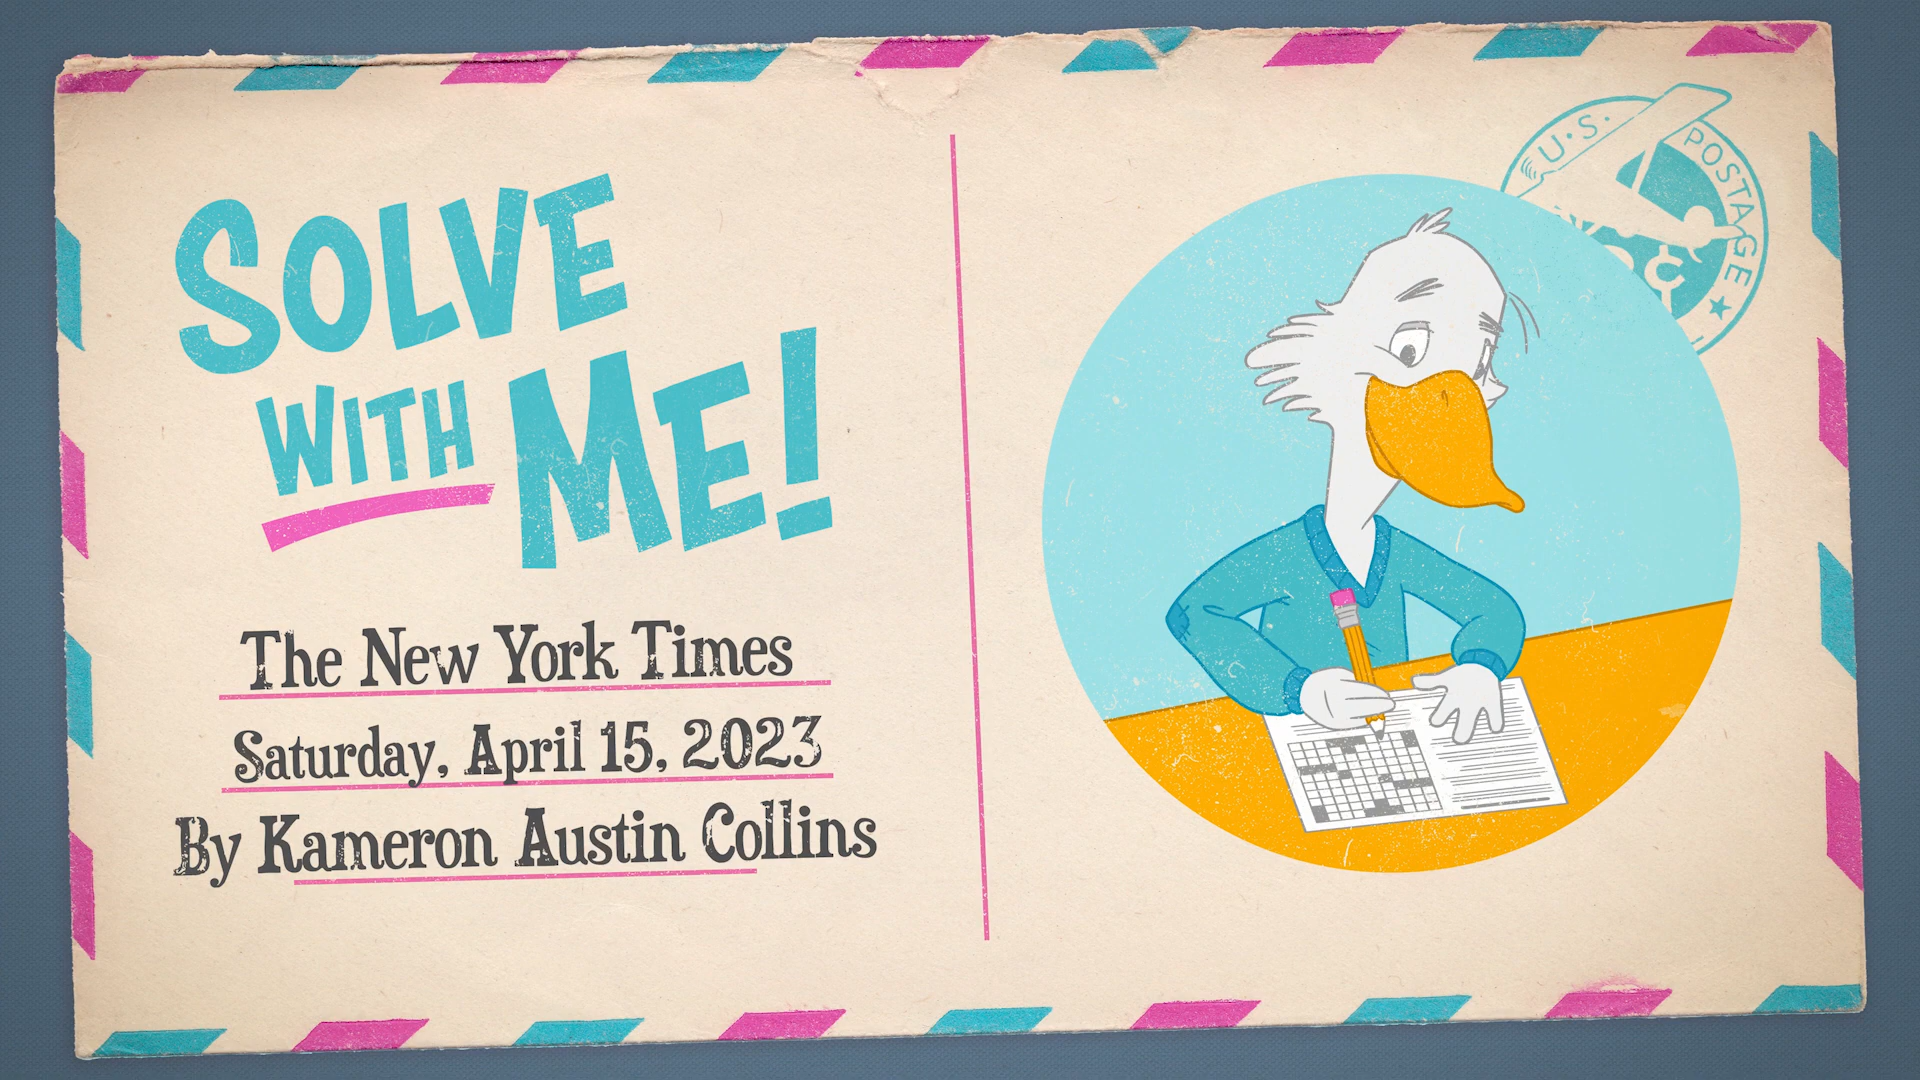 SOLVE
WITH ME!
The New York Times
Saturday, April 15, 2023
By Kameron Austin Collins
U.S. POSTAGE